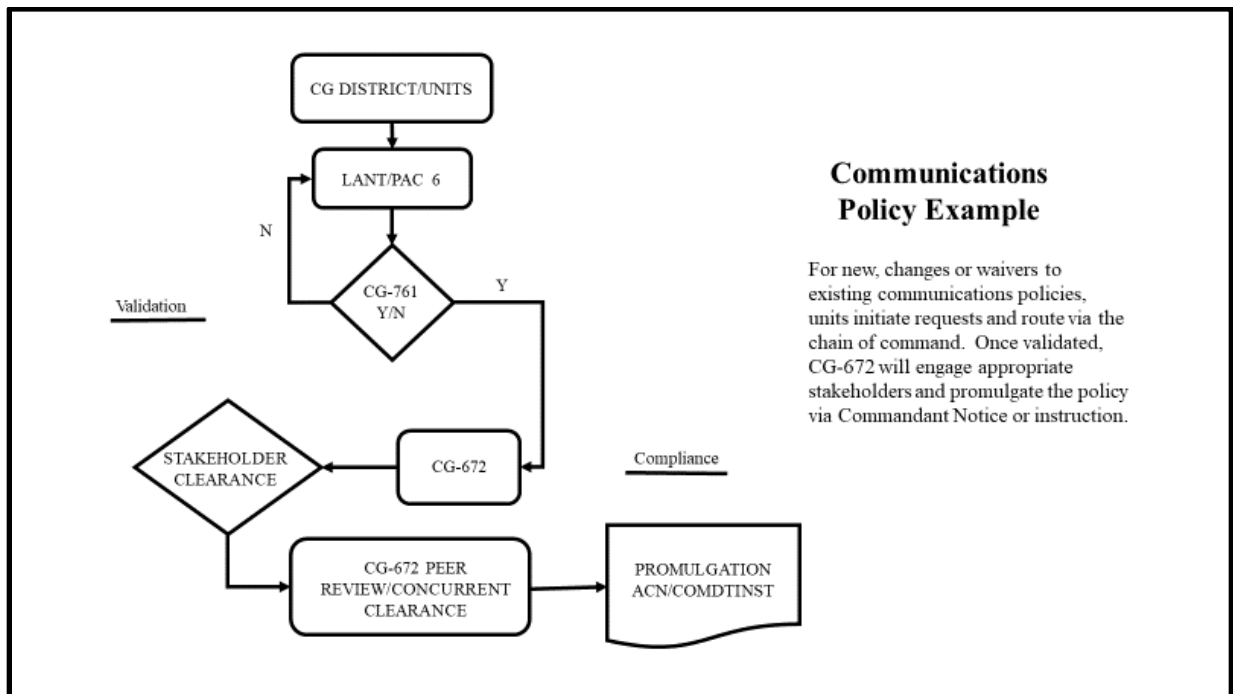 CG DISTRICT/UNITS
LANT/PAC 6
N
CG-761
Y/N
Y
Validation
STAKEHOLDER
CLEARANCE
CG-672
Compliance
CG-672 PEER
REVIEW/CONCURRENT
CLEARANCE
PROMULGATION
ACN/COMDTINST
Communications
Policy Example
For new, changes or waivers to
existing communications policies,
units initiate requests and route via the
chain of command. Once validated,
CG-672 will engage appropriate
stakeholders and promulgate the policy
via Commandant Notice or instruction.